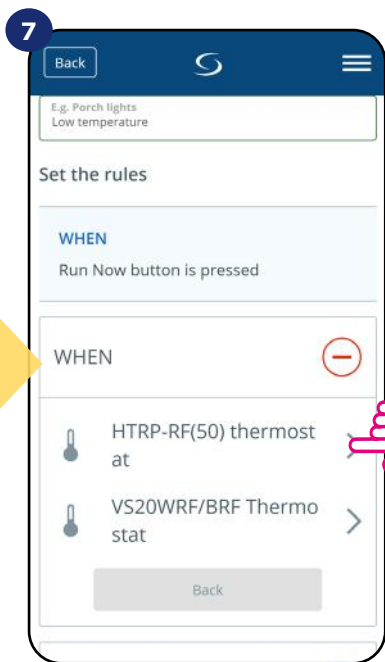 7
Back
E.g. Porch lights
Low temperature
Set the rules
WHEN
Run Now button is pressed
WHEN
HTRP-RF(50) thermost
at
VS20WRF/BRF Thermo
stat
Back